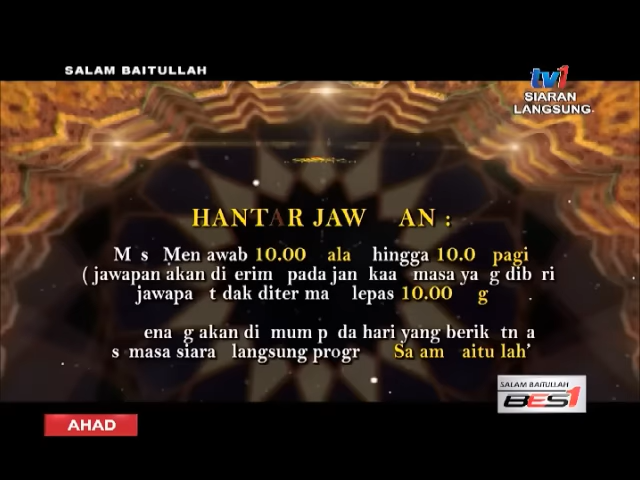 SALAM BAITULLAH
tv1
SIARAN
LANGSUNG
HANTAR JAW AN :
M s Men awab 10.00 ala hingga 10.0 pagi
( jawapan akan di erim pada jan kaa masa ya g dib ri
jawapa t dak diter ma lepas 10.00 g
ena g akan di mum p da hari yang berik tn a
s masa siara langsung progr Sa am aitu lah'
SALAM BAITULLAH
BES1
AHAD